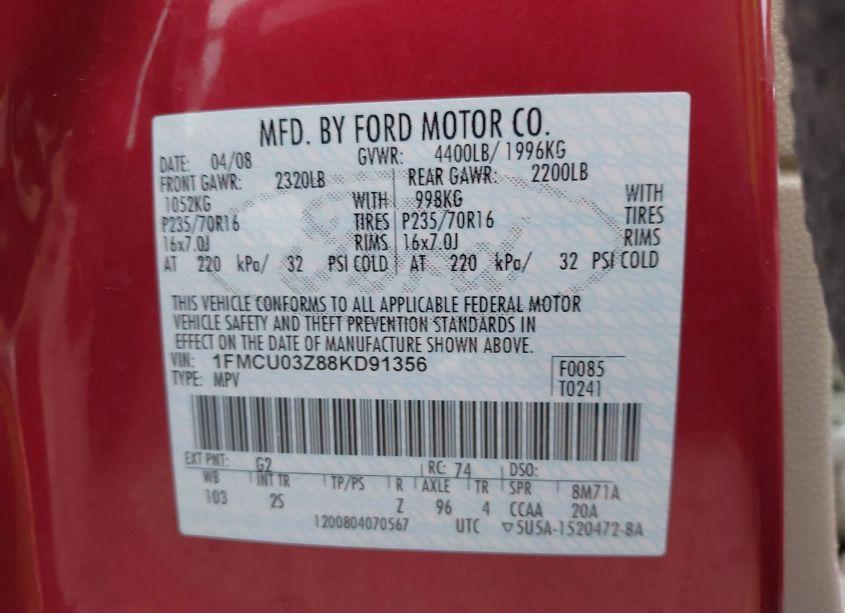 MFD. BY FORD MOTOR CO.
DATE: 04/08 GVWR: 4400LB/ 1996KG
FRONT GAWR: 2320LB REAR GAWR: 2200LB
1052KG WITH 998KG WITH
P235/70R16 TIRES P235/70R16 TIRES
16x7.0J RIMS 16x7.0J RIMS
AT 220 kPa/ 32 PSI COLD AT 220 kPa/ 32 PSI COLD
THIS VEHICLE CONFORMS TO ALL APPLICABLE FEDERAL MOTOR
VEHICLE SAFETY AND THEFT PREVENTION STANDARDS IN
EFFECT ON THE DATE OF MANUFACTURE SHOWN ABOVE.
VIN: 1FMCU03Z88KD91356 F0085
TYPE: MPV T0241
EXT PNT: G2 RC: 74 DSO:
WB INT TR TP/PS R AXLE TR SPR 8M71A
103 2S Z 96 4 CCAA 20A
1200804070567 UTC ▽5U5A-1520472-BA